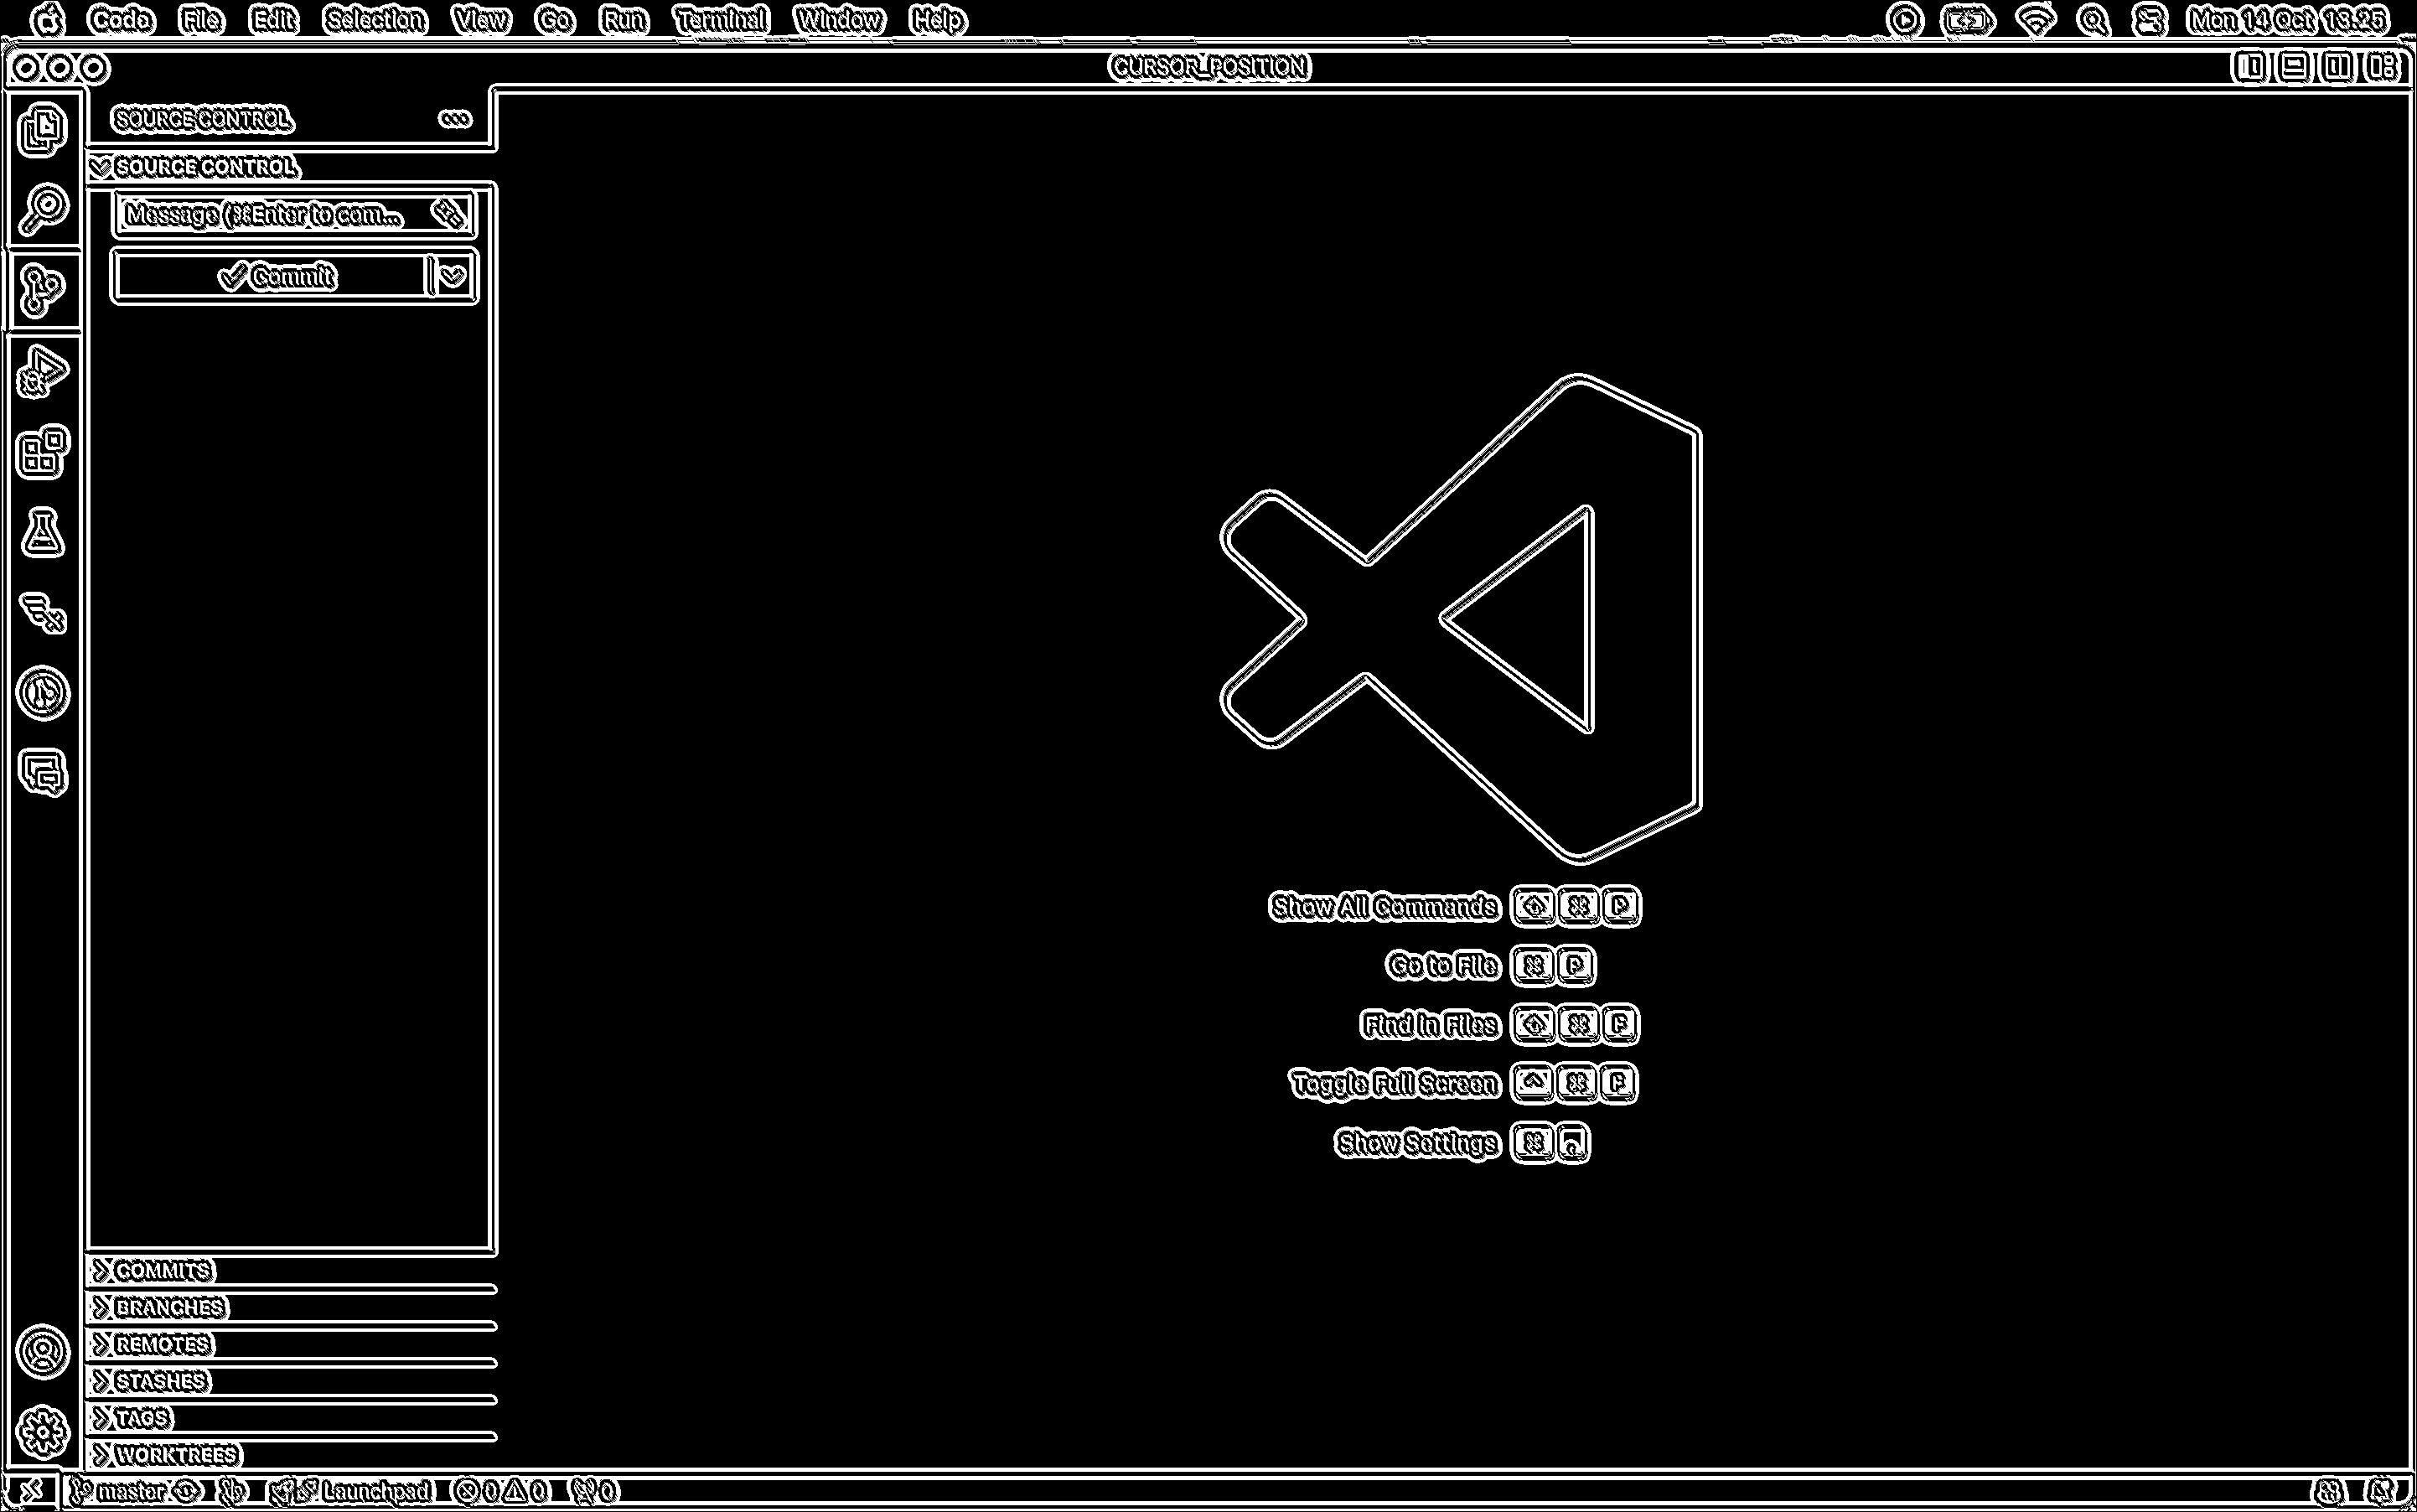 Code File Edit Selection View Go Run Terminal Window Help Mon 14 Oct 13:25
CURSOR_POSITION
SOURCE CONTROL
SOURCE CONTROL
Message (⌘Enter to com...
Commit
Show All Commands ⇧ ⌘ P
Go to File ⌘ P
Find in Files ⇧ ⌘ F
Toggle Full Screen ⌃ ⌘ F
Show Settings ⌘ ,
COMMITS
BRANCHES
REMOTES
STASHES
TAGS
WORKTREES
master Launchpad 0 0 0